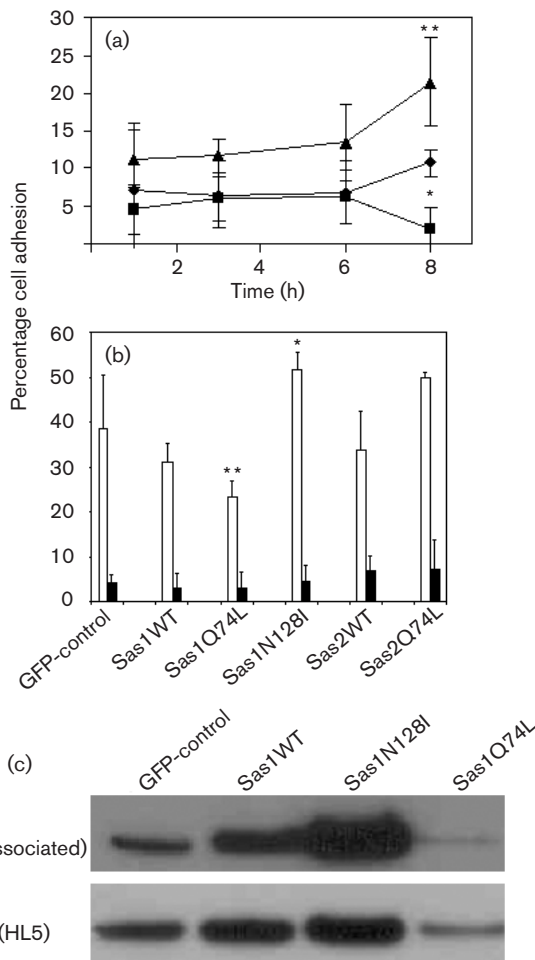 Percentage cell adhesion
30
25
20
15
10
5
(a)
**
*
2 4 6 8
Time (h)
60
50
40
30
20
10
0
(b)
**
*
GFP-control Sas1WT Sas1Q74L Sas1N128I Sas2WT Sas2Q74L
(c)
GFP-control Sas1WT Sas1N128I Sas1Q74L
ssociated)
(HL5)